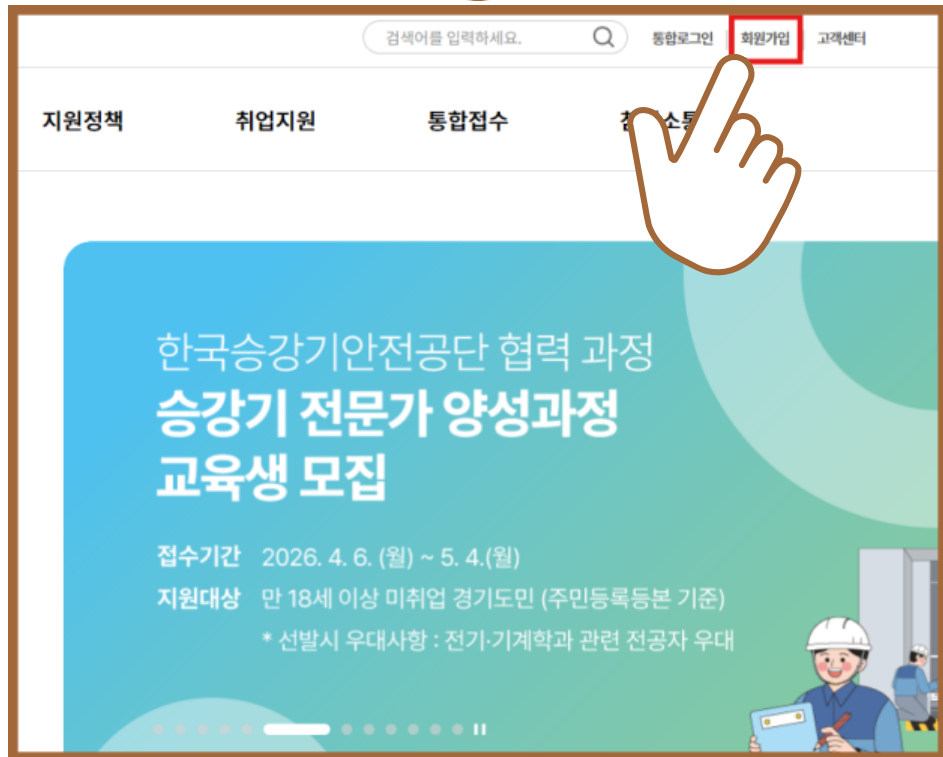 검색어를 입력하세요.
통합로그인 회원가입 고객센터
지원정책 취업지원 통합접수
한국승강기안전공단 협력 과정
승강기 전문가 양성과정
교육생 모집
접수기간 2026. 4. 6. (월) ~ 5. 4.(월)
지원대상 만 18세 이상 미취업 경기도민 (주민등록등본 기준)
* 선발시 우대사항 : 전기·기계학과 관련 전공자 우대